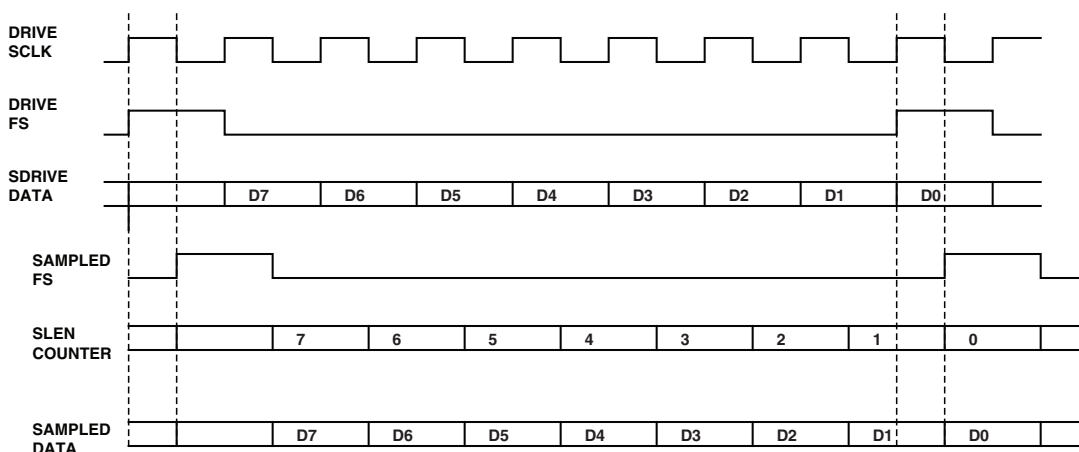 DRIVE
SCLK
DRIVE
FS
SDRIVE
DATA
D7 D6 D5 D4 D3 D2 D1 D0
SAMPLED
FS
SLEN
COUNTER
7 6 5 4 3 2 1 0
SAMPLED
DATA
D7 D6 D5 D4 D3 D2 D1 D0